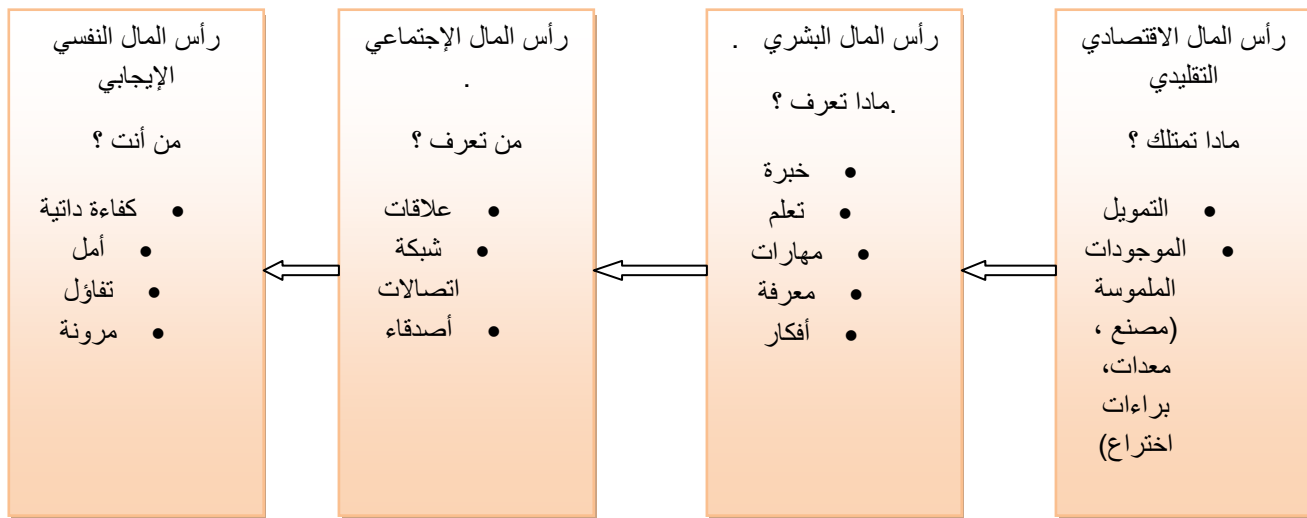 رأس المال الاقتصادي
التقليدي
مادا تمتلك ؟
• التمويل
• الموجودات
الملموسة
(مصنع ،
معدات،
براءات
اختراع)
رأس المال البشري .
.مادا تعرف ؟
• خبرة
• تعلم
• مهارات
• معرفة
• أفكار
رأس المال الإجتماعي
.
من تعرف ؟
• علاقات
• شبكة
اتصالات
• أصدقاء
رأس المال النفسي
الإيجابي
من أنت ؟
• كفاءة داتية
• أمل
• تفاؤل
• مرونة